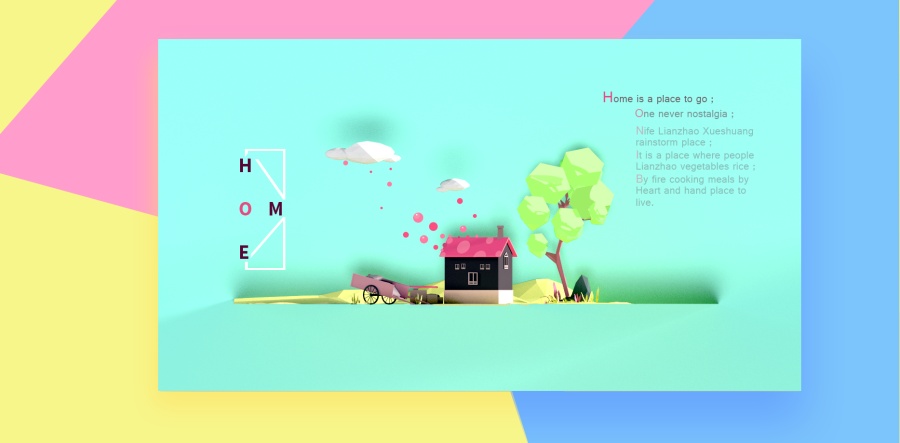 H
O M
E
Home is a place to go ;
One never nostalgia ;
Nife Lianzhao Xueshuang
rainstorm place ;
It is a place where people
Lianzhao vegetables rice ;
By fire cooking meals by
Heart and hand place to
live.